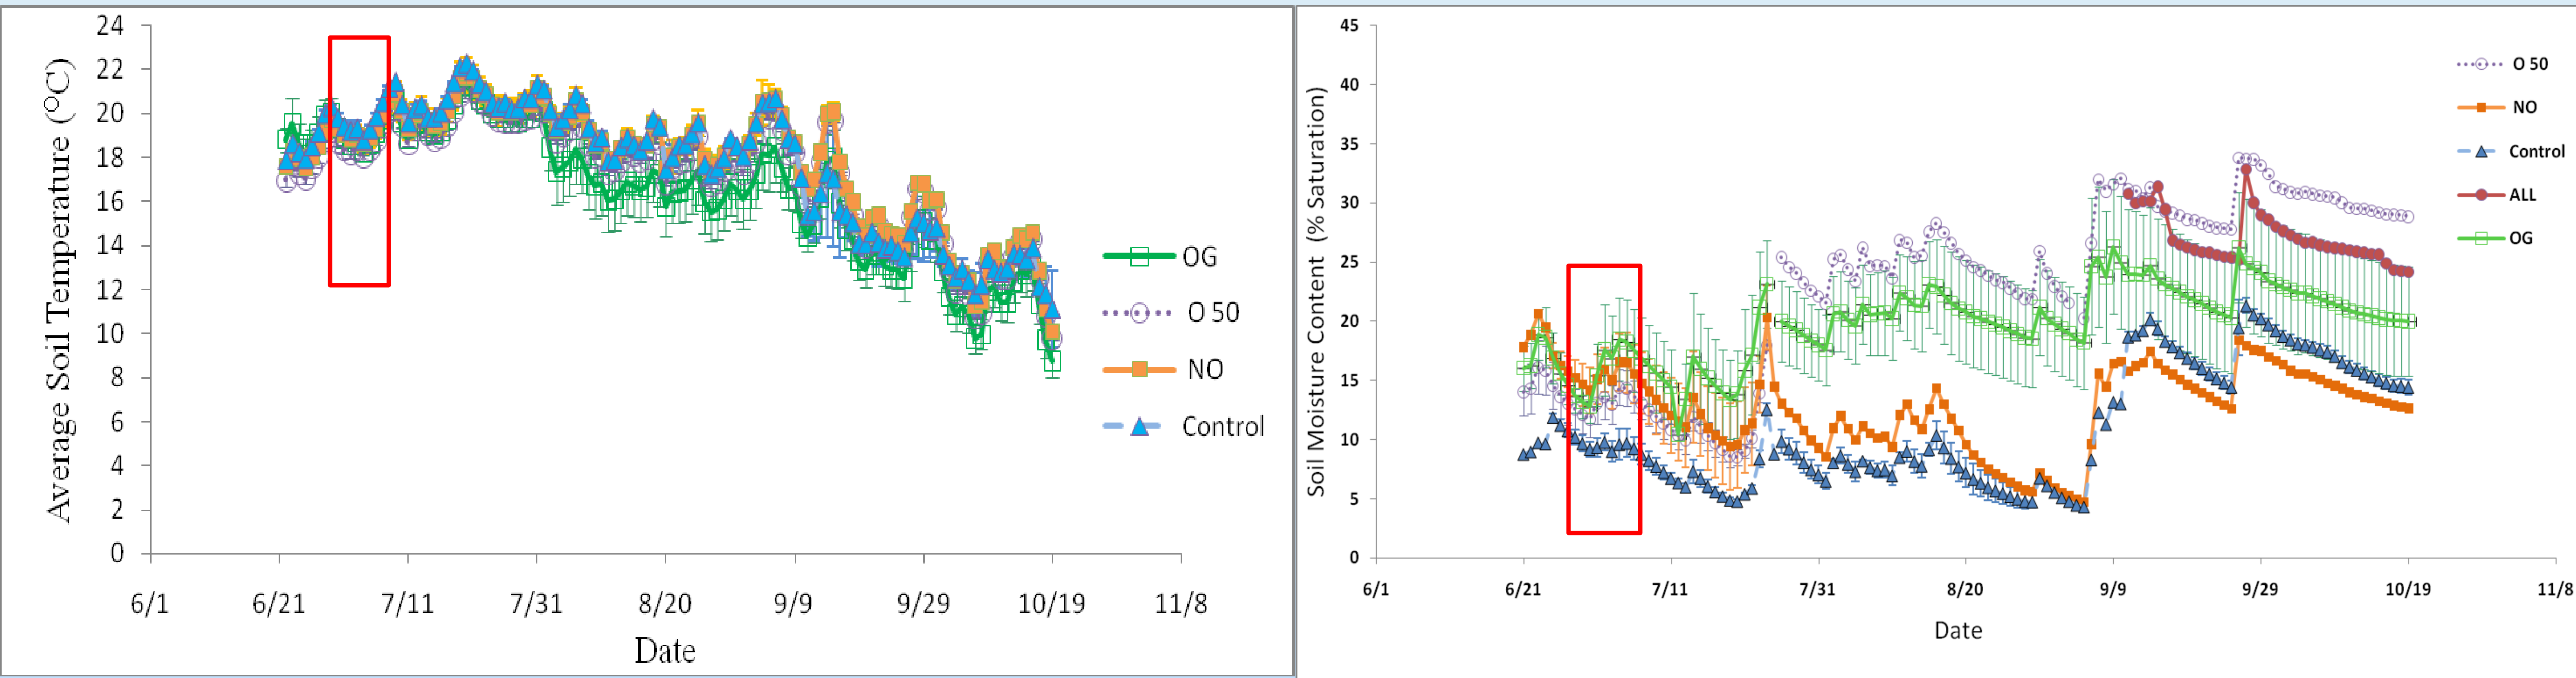 Average Soil Temperature (°C)
24
22
20
18
16
14
12
10
8
6
4
2
0
6/1 6/21 7/11 7/31 8/20 9/9 9/29 10/19 11/8
Date
OG
O 50
NO
Control
Soil Moisture Content (% Saturation)
45
40
35
30
25
20
15
10
5
0
6/1 6/21 7/11 7/31 8/20 9/9 9/29 10/19 11/8
Date
O 50
NO
Control
ALL
OG